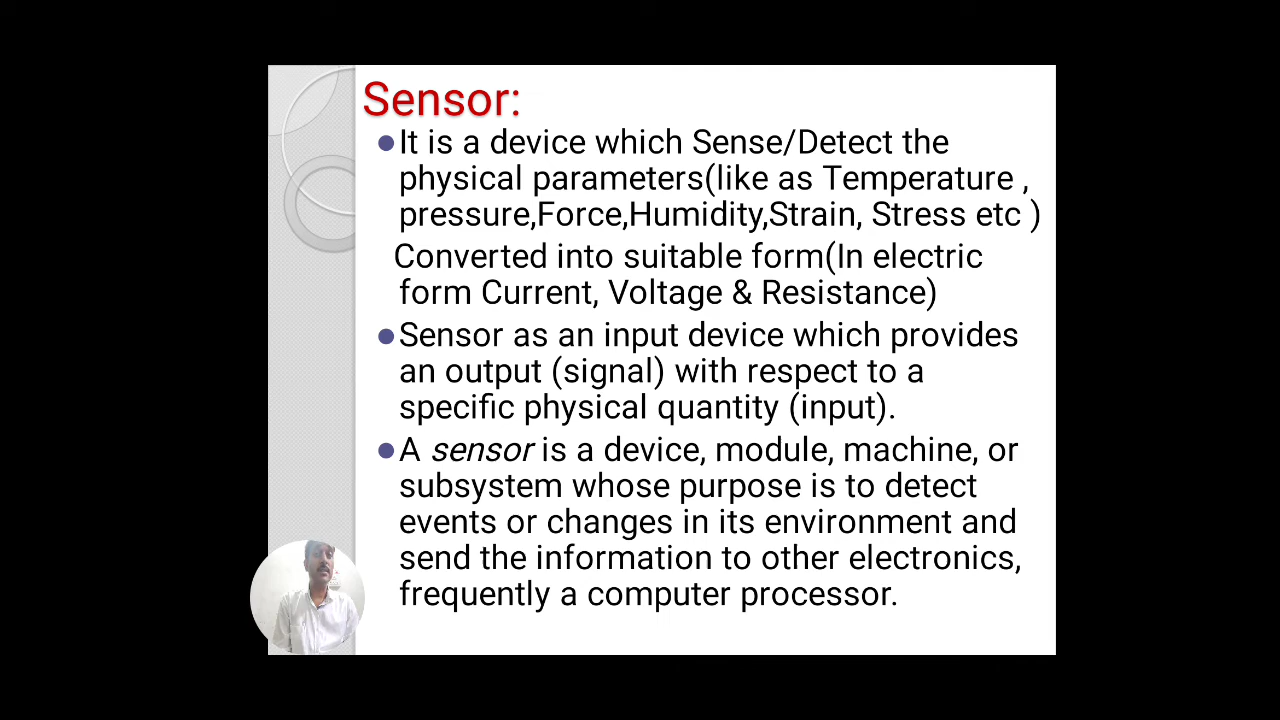 Sensor:
It is a device which Sense/Detect the
physical parameters(like as Temperature ,
pressure,Force,Humidity,Strain, Stress etc )
Converted into suitable form(In electric
form Current, Voltage & Resistance)
Sensor as an input device which provides
an output (signal) with respect to a
specific physical quantity (input).
A sensor is a device, module, machine, or
subsystem whose purpose is to detect
events or changes in its environment and
send the information to other electronics,
frequently a computer processor.